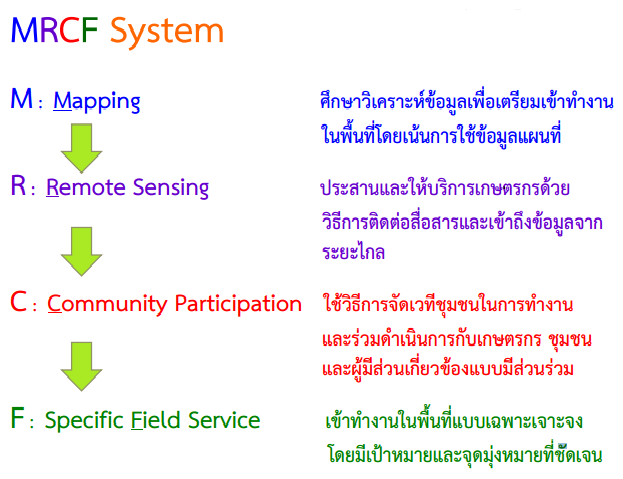 MRCF System
M : Mapping
ศึกษาวิเคราะห์ข้อมูลเพื่อเตรียมเข้าทำงาน
ในพื้นที่โดยเน้นการใช้ข้อมูลแผนที่
R : Remote Sensing
ประสานและให้บริการเกษตรกรด้วย
วิธีการติดต่อสื่อสารและเข้าถึงข้อมูลจาก
ระยะไกล
C : Community Participation
ใช้วิธีการจัดเวทีชุมชนในการทำงาน
และร่วมดำเนินการกับเกษตรกร ชุมชน
และผู้มีส่วนเกี่ยวข้องแบบมีส่วนร่วม
F : Specific Field Service
เข้าทำงานในพื้นที่แบบเฉพาะเจาะจง
โดยมีเป้าหมายและจุดมุ่งหมายที่ชัดเจน